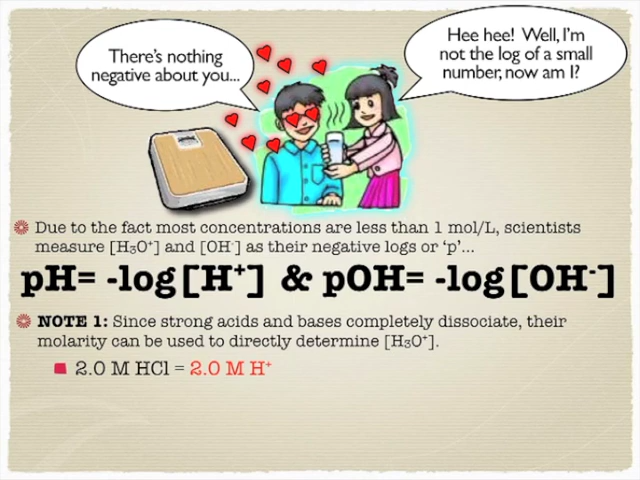 There's nothing
negative about you...
Hee hee! Well, I'm
not the log of a small
number, now am I?
Due to the fact most concentrations are less than 1 mol/L, scientists
measure [H₃O⁺] and [OH⁻] as their negative logs or ‘p’...
pH= -log[H⁺] & pOH= -log[OH⁻]
NOTE 1: Since strong acids and bases completely dissociate, their
molarity can be used to directly determine [H₃O⁺].
2.0 M HCl = 2.0 M H⁺